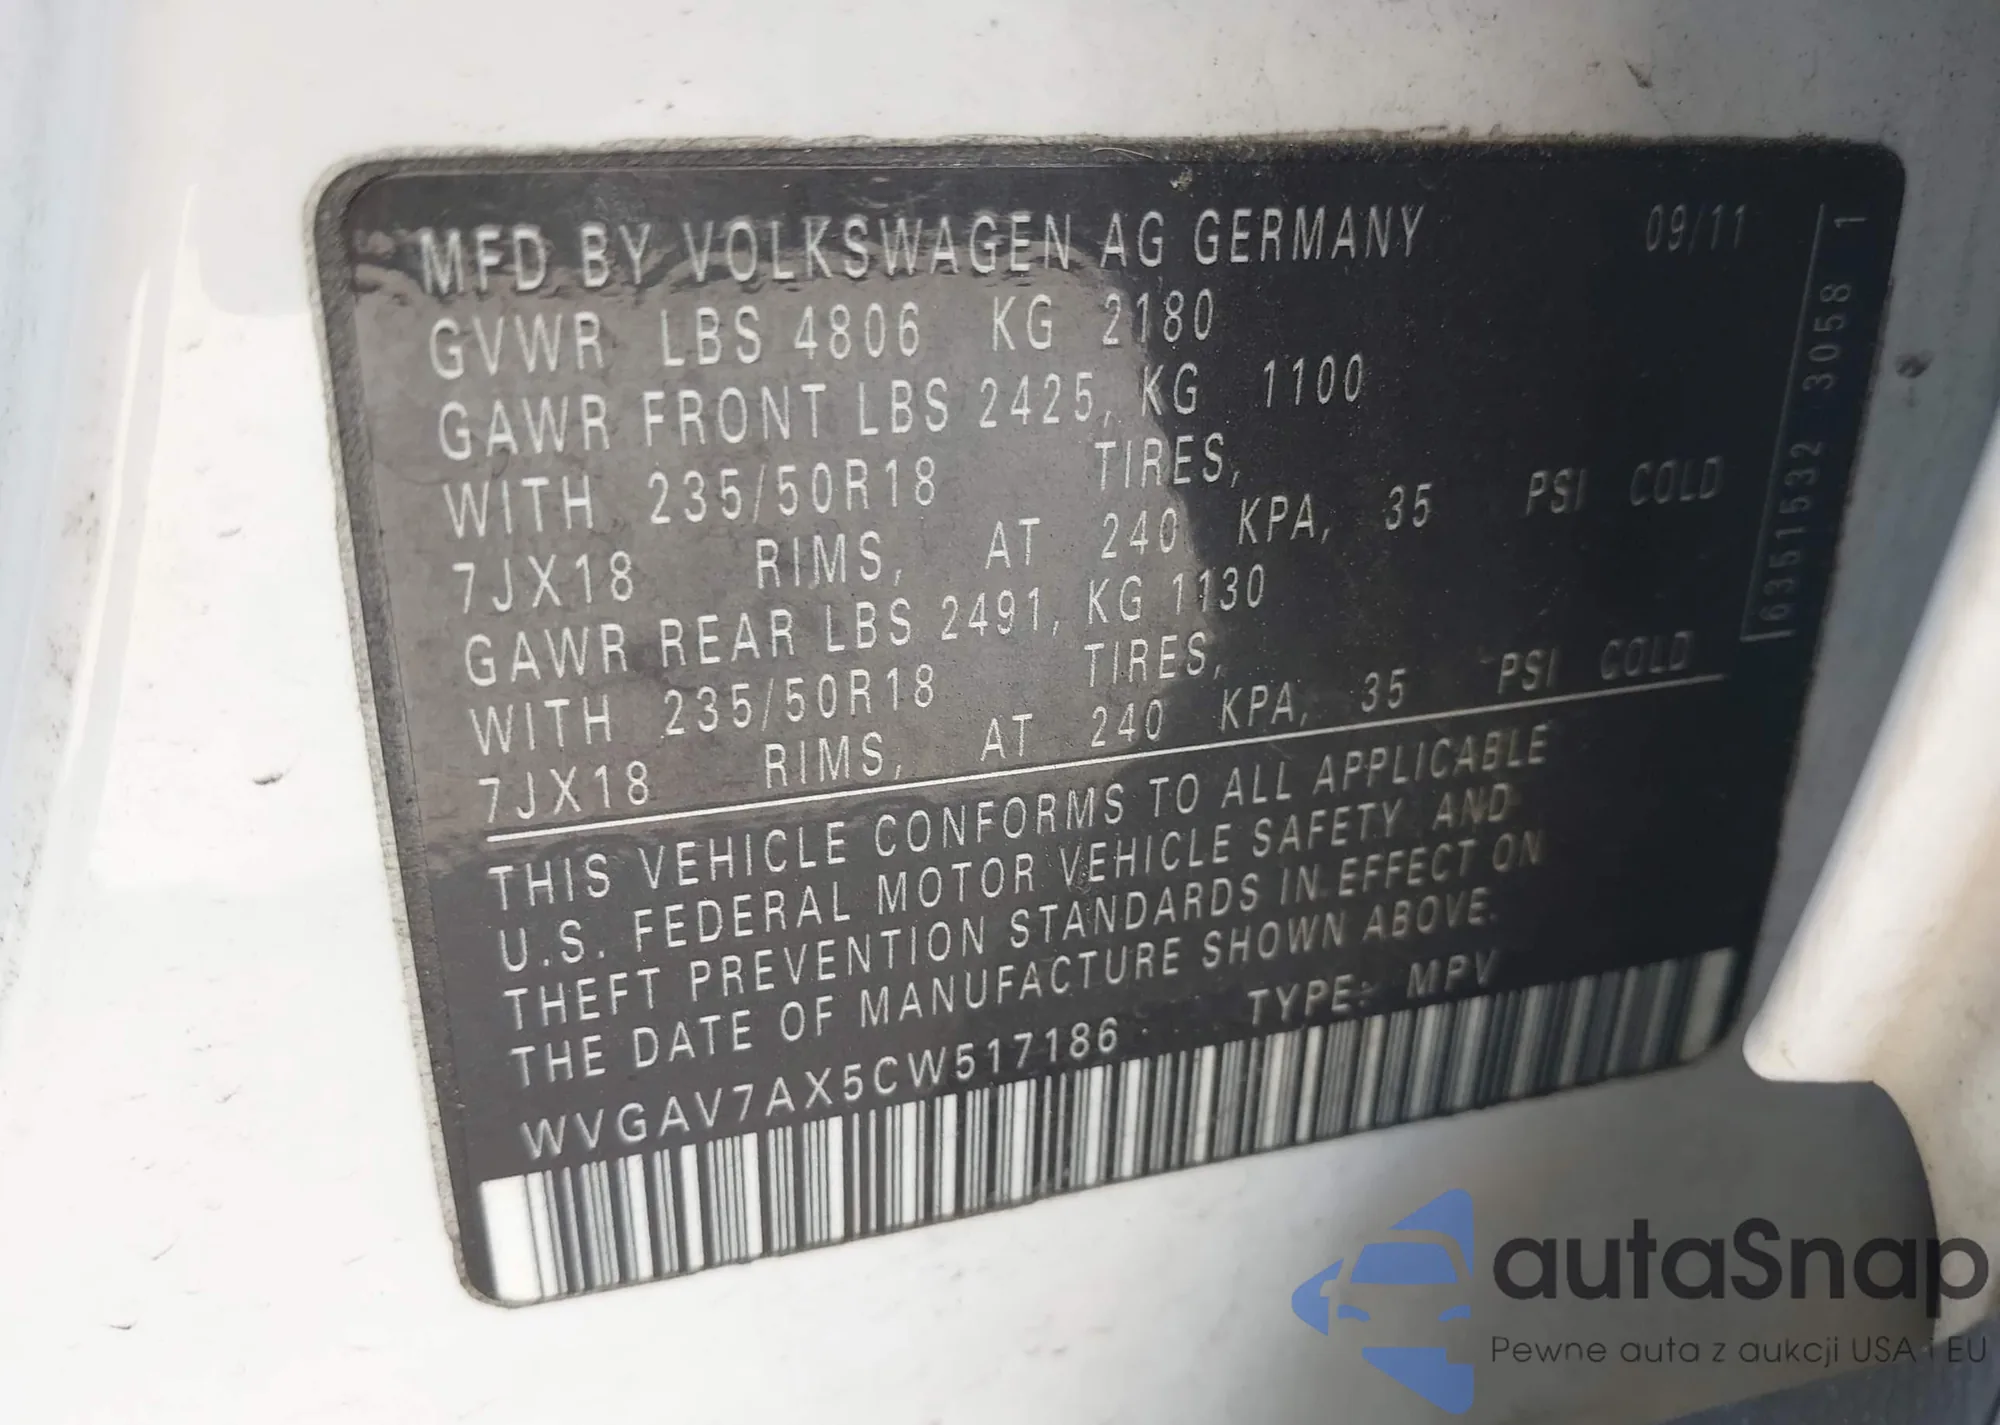 MFD BY VOLKSWAGEN AG GERMANY 09/11
GVWR LBS 4806 KG 2180
GAWR FRONT LBS 2425, KG 1100
WITH 235/50R18 TIRES,
7JX18 RIMS, AT 240 KPA, 35 PSI COLD
GAWR REAR LBS 2491, KG 1130
WITH 235/50R18 TIRES,
7JX18 RIMS, AT 240 KPA, 35 PSI COLD
THIS VEHICLE CONFORMS TO ALL APPLICABLE
U.S. FEDERAL MOTOR VEHICLE SAFETY AND
THEFT PREVENTION STANDARDS IN EFFECT ON
THE DATE OF MANUFACTURE SHOWN ABOVE.
WVGAV7AX5CW517186 TYPE: MPV
6351532 3058 1
autaSnap
Pewne auta z aukcji USA i EU